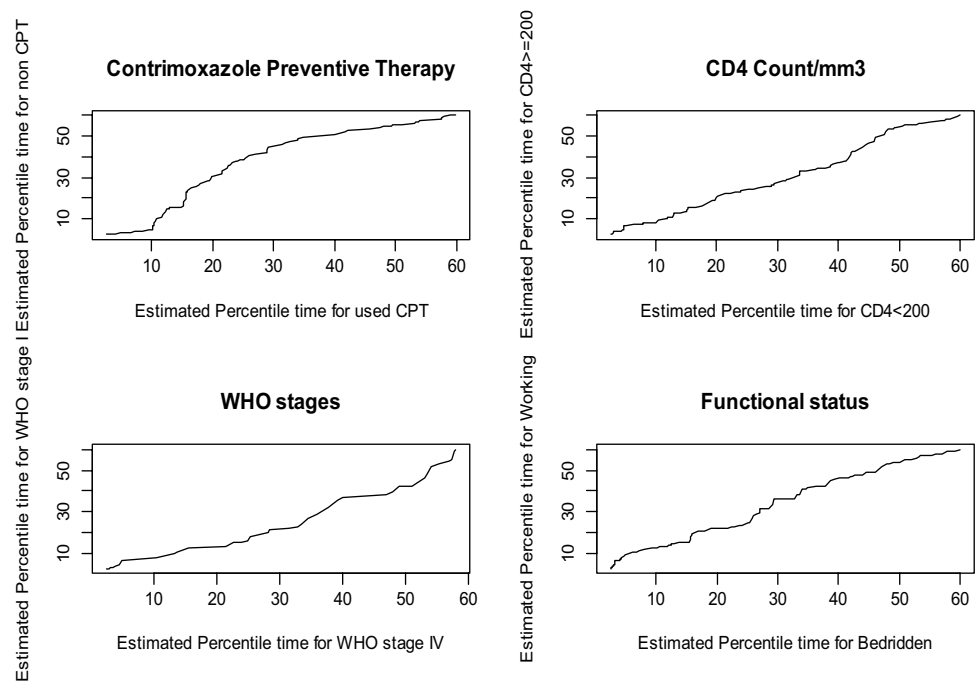 Contrimoxazole Preventive Therapy
Estimated Percentile time for non CPT
50
30
10
10 20 30 40 50 60
Estimated Percentile time for used CPT
CD4 Count/mm3
Estimated Percentile time for CD4>=200
50
30
10
10 20 30 40 50 60
Estimated Percentile time for CD4<200
WHO stages
Estimated Percentile time for WHO stage I
50
30
10
10 20 30 40 50 60
Estimated Percentile time for WHO stage IV
Functional status
Estimated Percentile time for Working
50
30
10
10 20 30 40 50 60
Estimated Percentile time for Bedridden